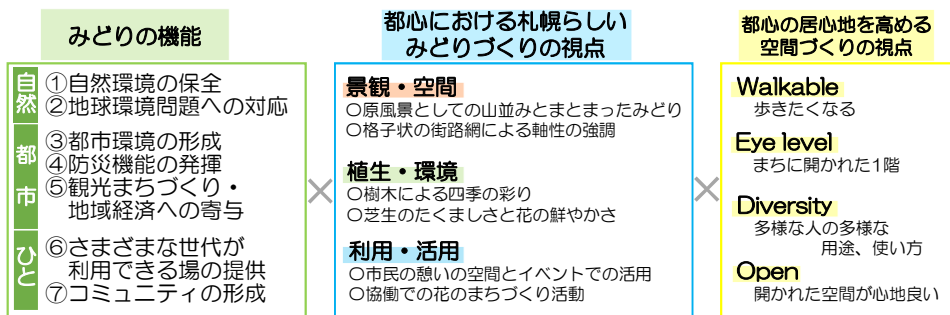 みどりの機能
自然
①自然環境の保全
②地球環境問題への対応
都市
③都市環境の形成
④防災機能の発揮
⑤観光まちづくり・
地域経済への寄与
ひと
⑥さまざまな世代が
利用できる場の提供
⑦コミュニティの形成
×
都心における札幌らしい
みどりづくりの視点
景観・空間
〇原風景としての山並みとまとまったみどり
〇格子状の街路網による軸性の強調
植生・環境
〇樹木による四季の彩り
〇芝生のたくましさと花の鮮やかさ
利用・活用
〇市民の憩いの空間とイベントでの活用
〇協働での花のまちづくり活動
×
都心の居心地を高める
空間づくりの視点
Walkable
歩きたくなる
Eye level
まちに開かれた1階
Diversity
多様な人の多様な
用途、使い方
Open
開かれた空間が心地良い